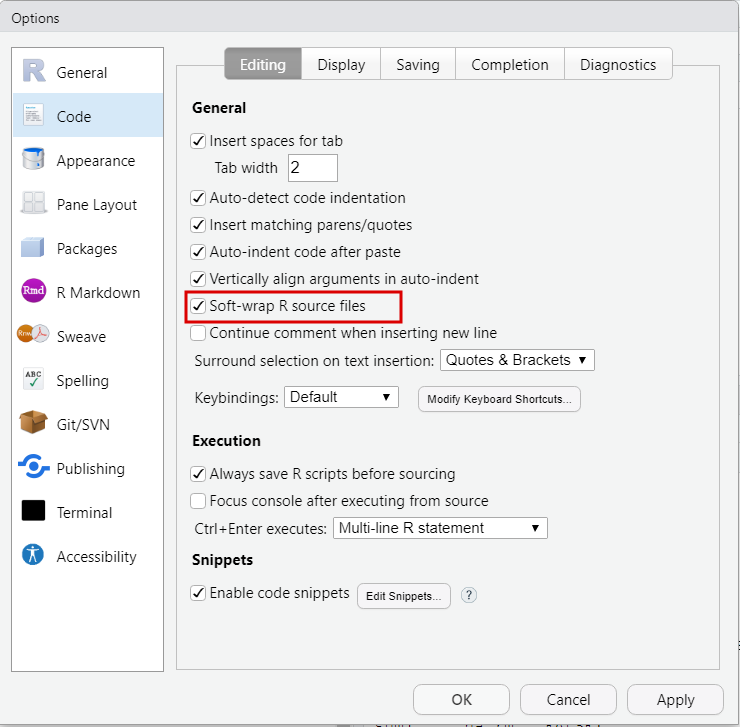 Options
General
Code
Appearance
Pane Layout
Packages
Rmd R Markdown
Sweave
ABC Spelling
Git/SVN
Publishing
Terminal
Accessibility
Editing Display Saving Completion Diagnostics
General
Insert spaces for tab
Tab width 2
Auto-detect code indentation
Insert matching parens/quotes
Auto-indent code after paste
Vertically align arguments in auto-indent
Soft-wrap R source files
Continue comment when inserting new line
Surround selection on text insertion: Quotes & Brackets
Keybindings: Default Modify Keyboard Shortcuts...
Execution
Always save R scripts before sourcing
Focus console after executing from source
Ctrl+Enter executes: Multi-line R statement
Snippets
Enable code snippets Edit Snippets... ?
OK Cancel Apply